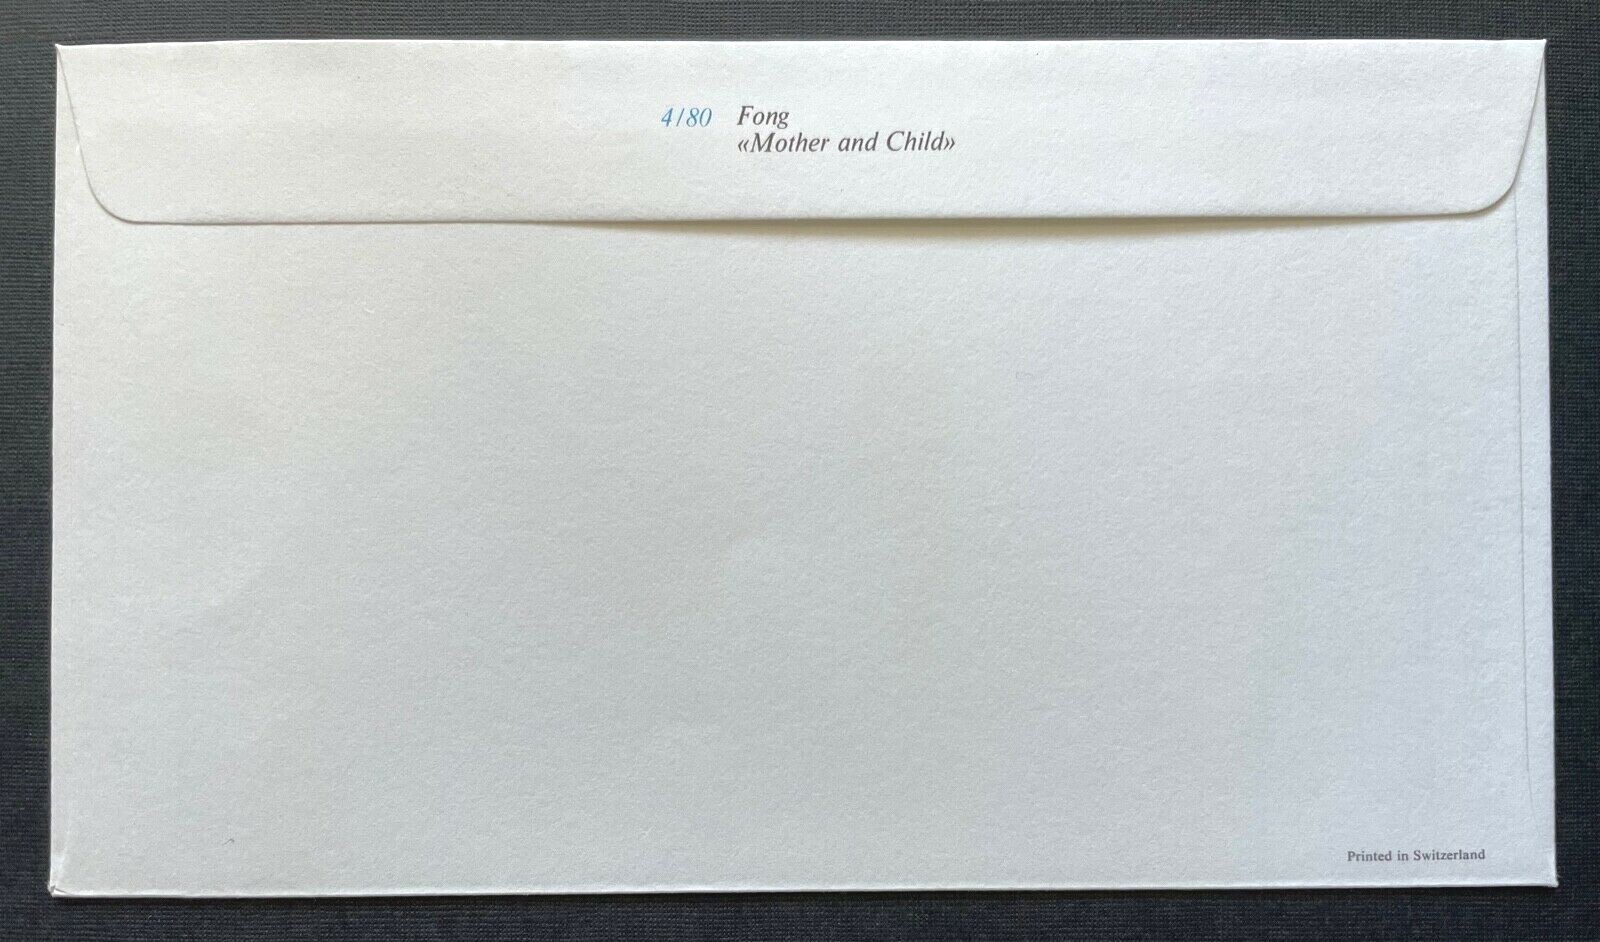 4/80 Fong
«Mother and Child»
Printed in Switzerland